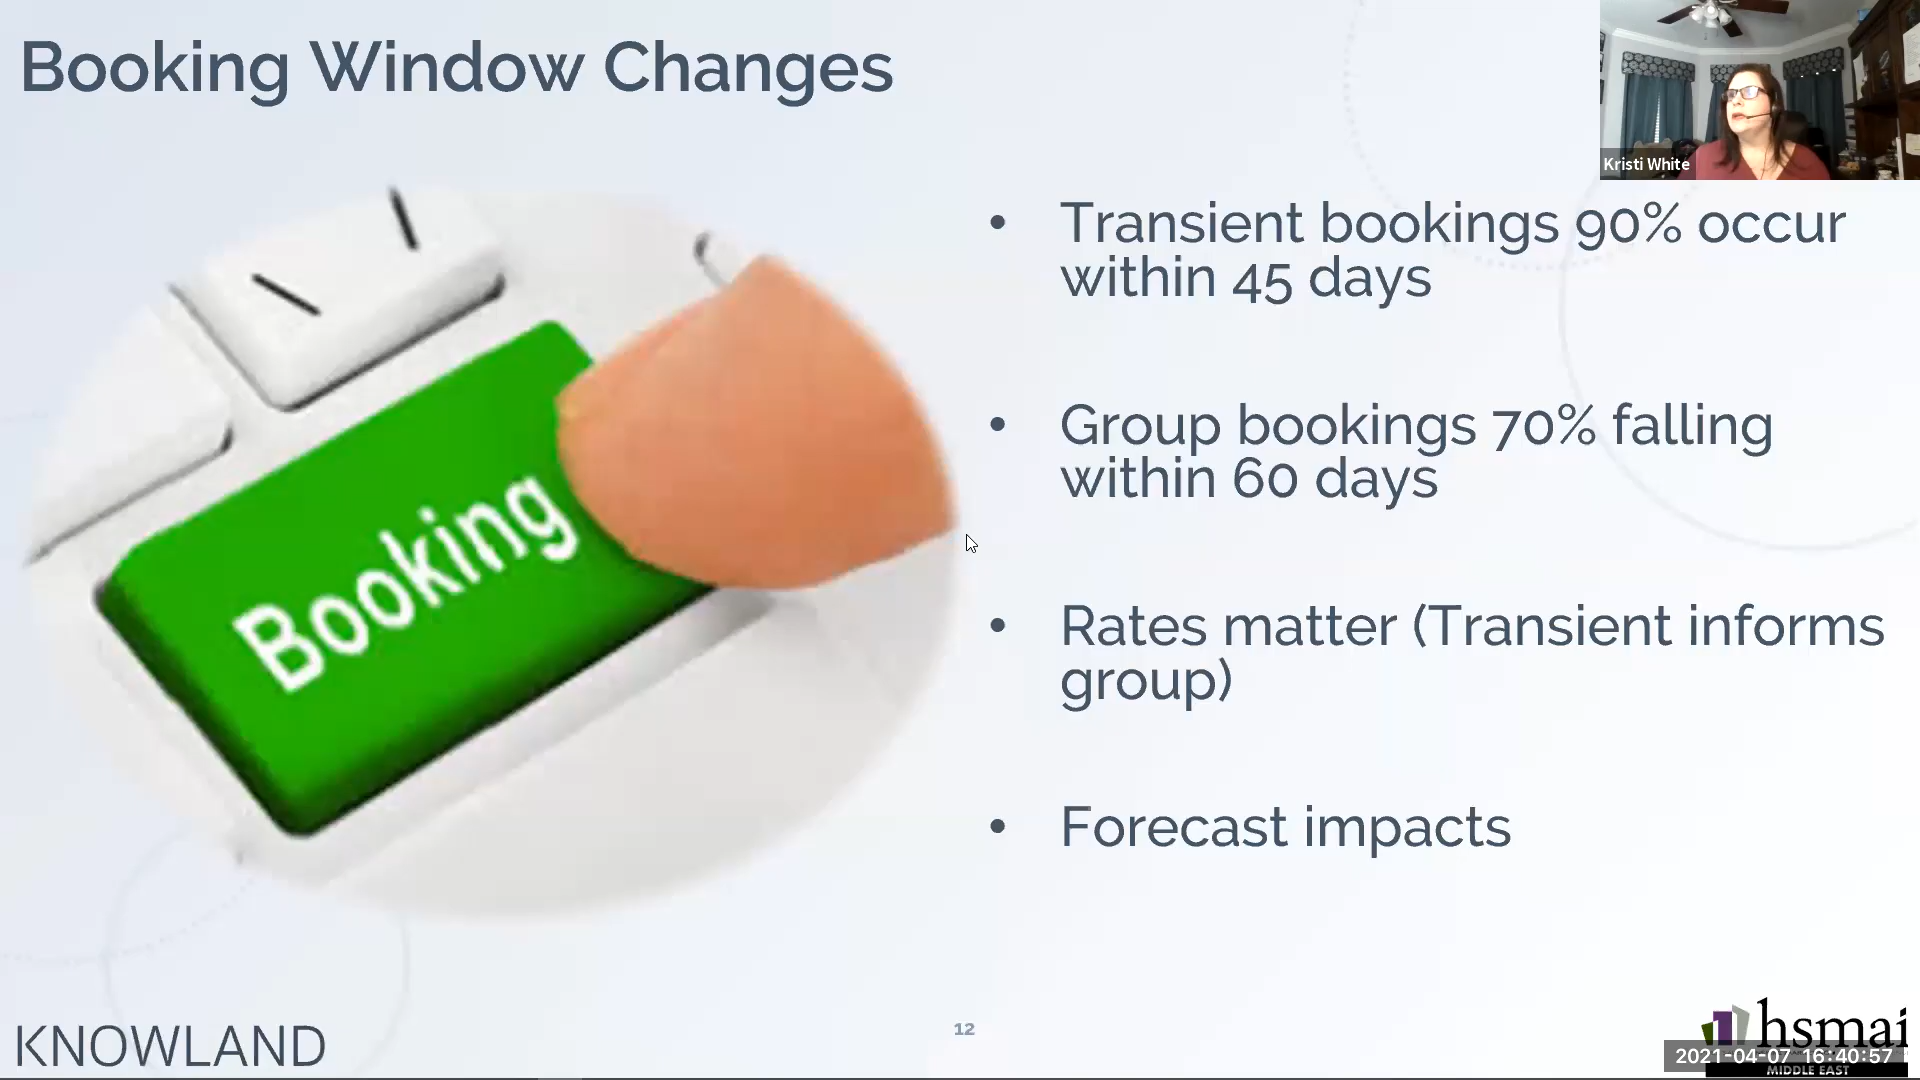 Booking Window Changes
Kristi White
• Transient bookings 90% occur
within 45 days
• Group bookings 70% falling
within 60 days
• Rates matter (Transient informs
group)
• Forecast impacts
Booking
KNOWLAND
12
hsmai
2021-04-07 16:40:57
MIDDLE EAST